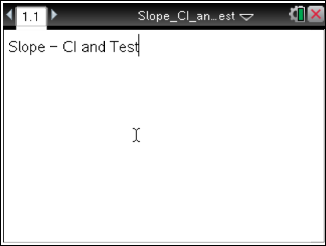 1.1
Slope_CI_an…est
Slope – CI and Test